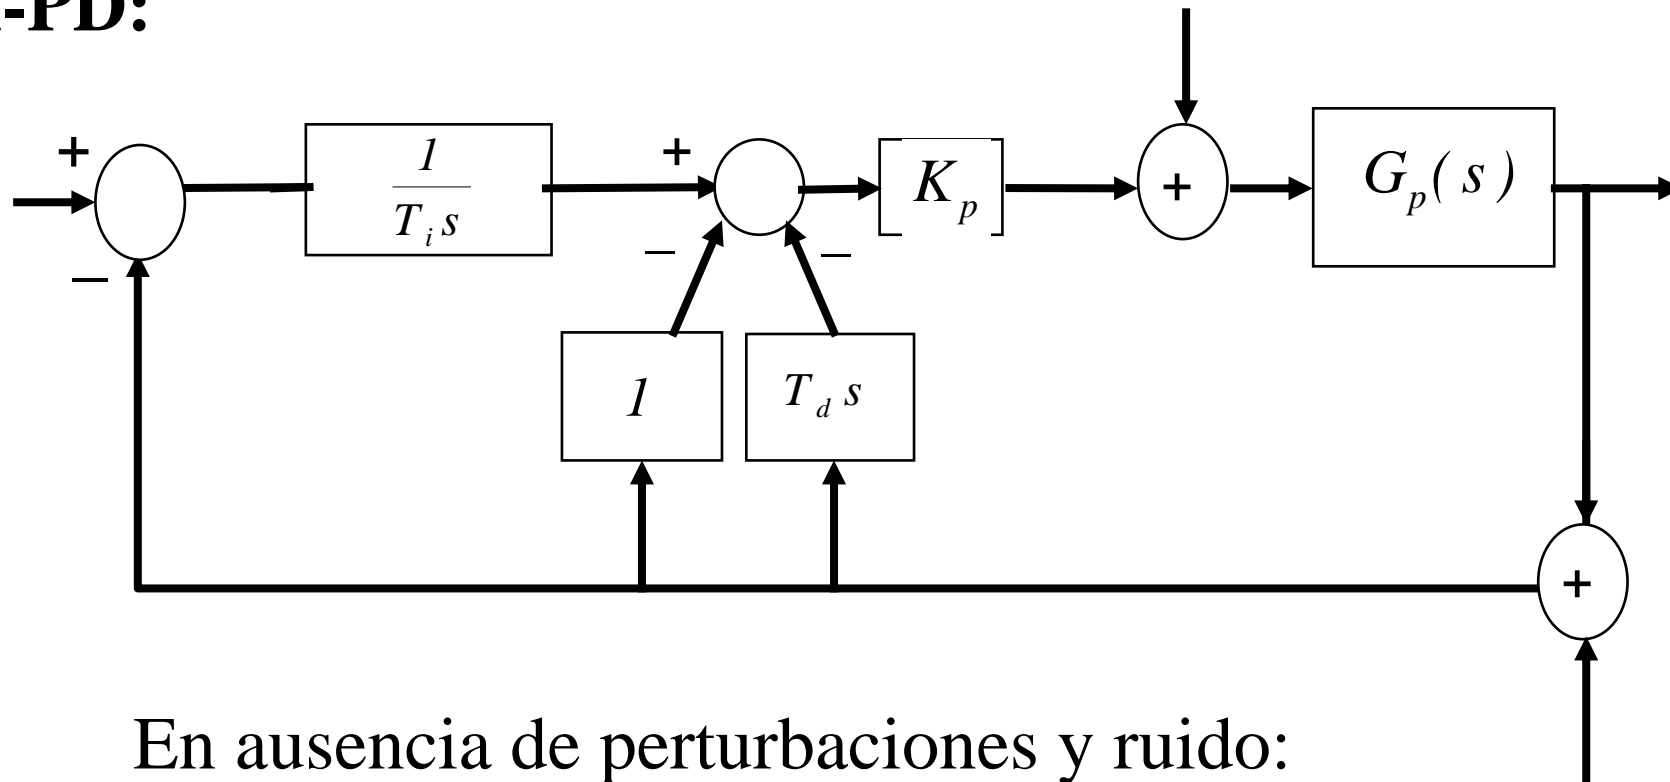 -PD:
+
1
T_i s
+
K_p
+
G_p( s )
−
−
−
1
T_d s
+
En ausencia de perturbaciones y ruido: